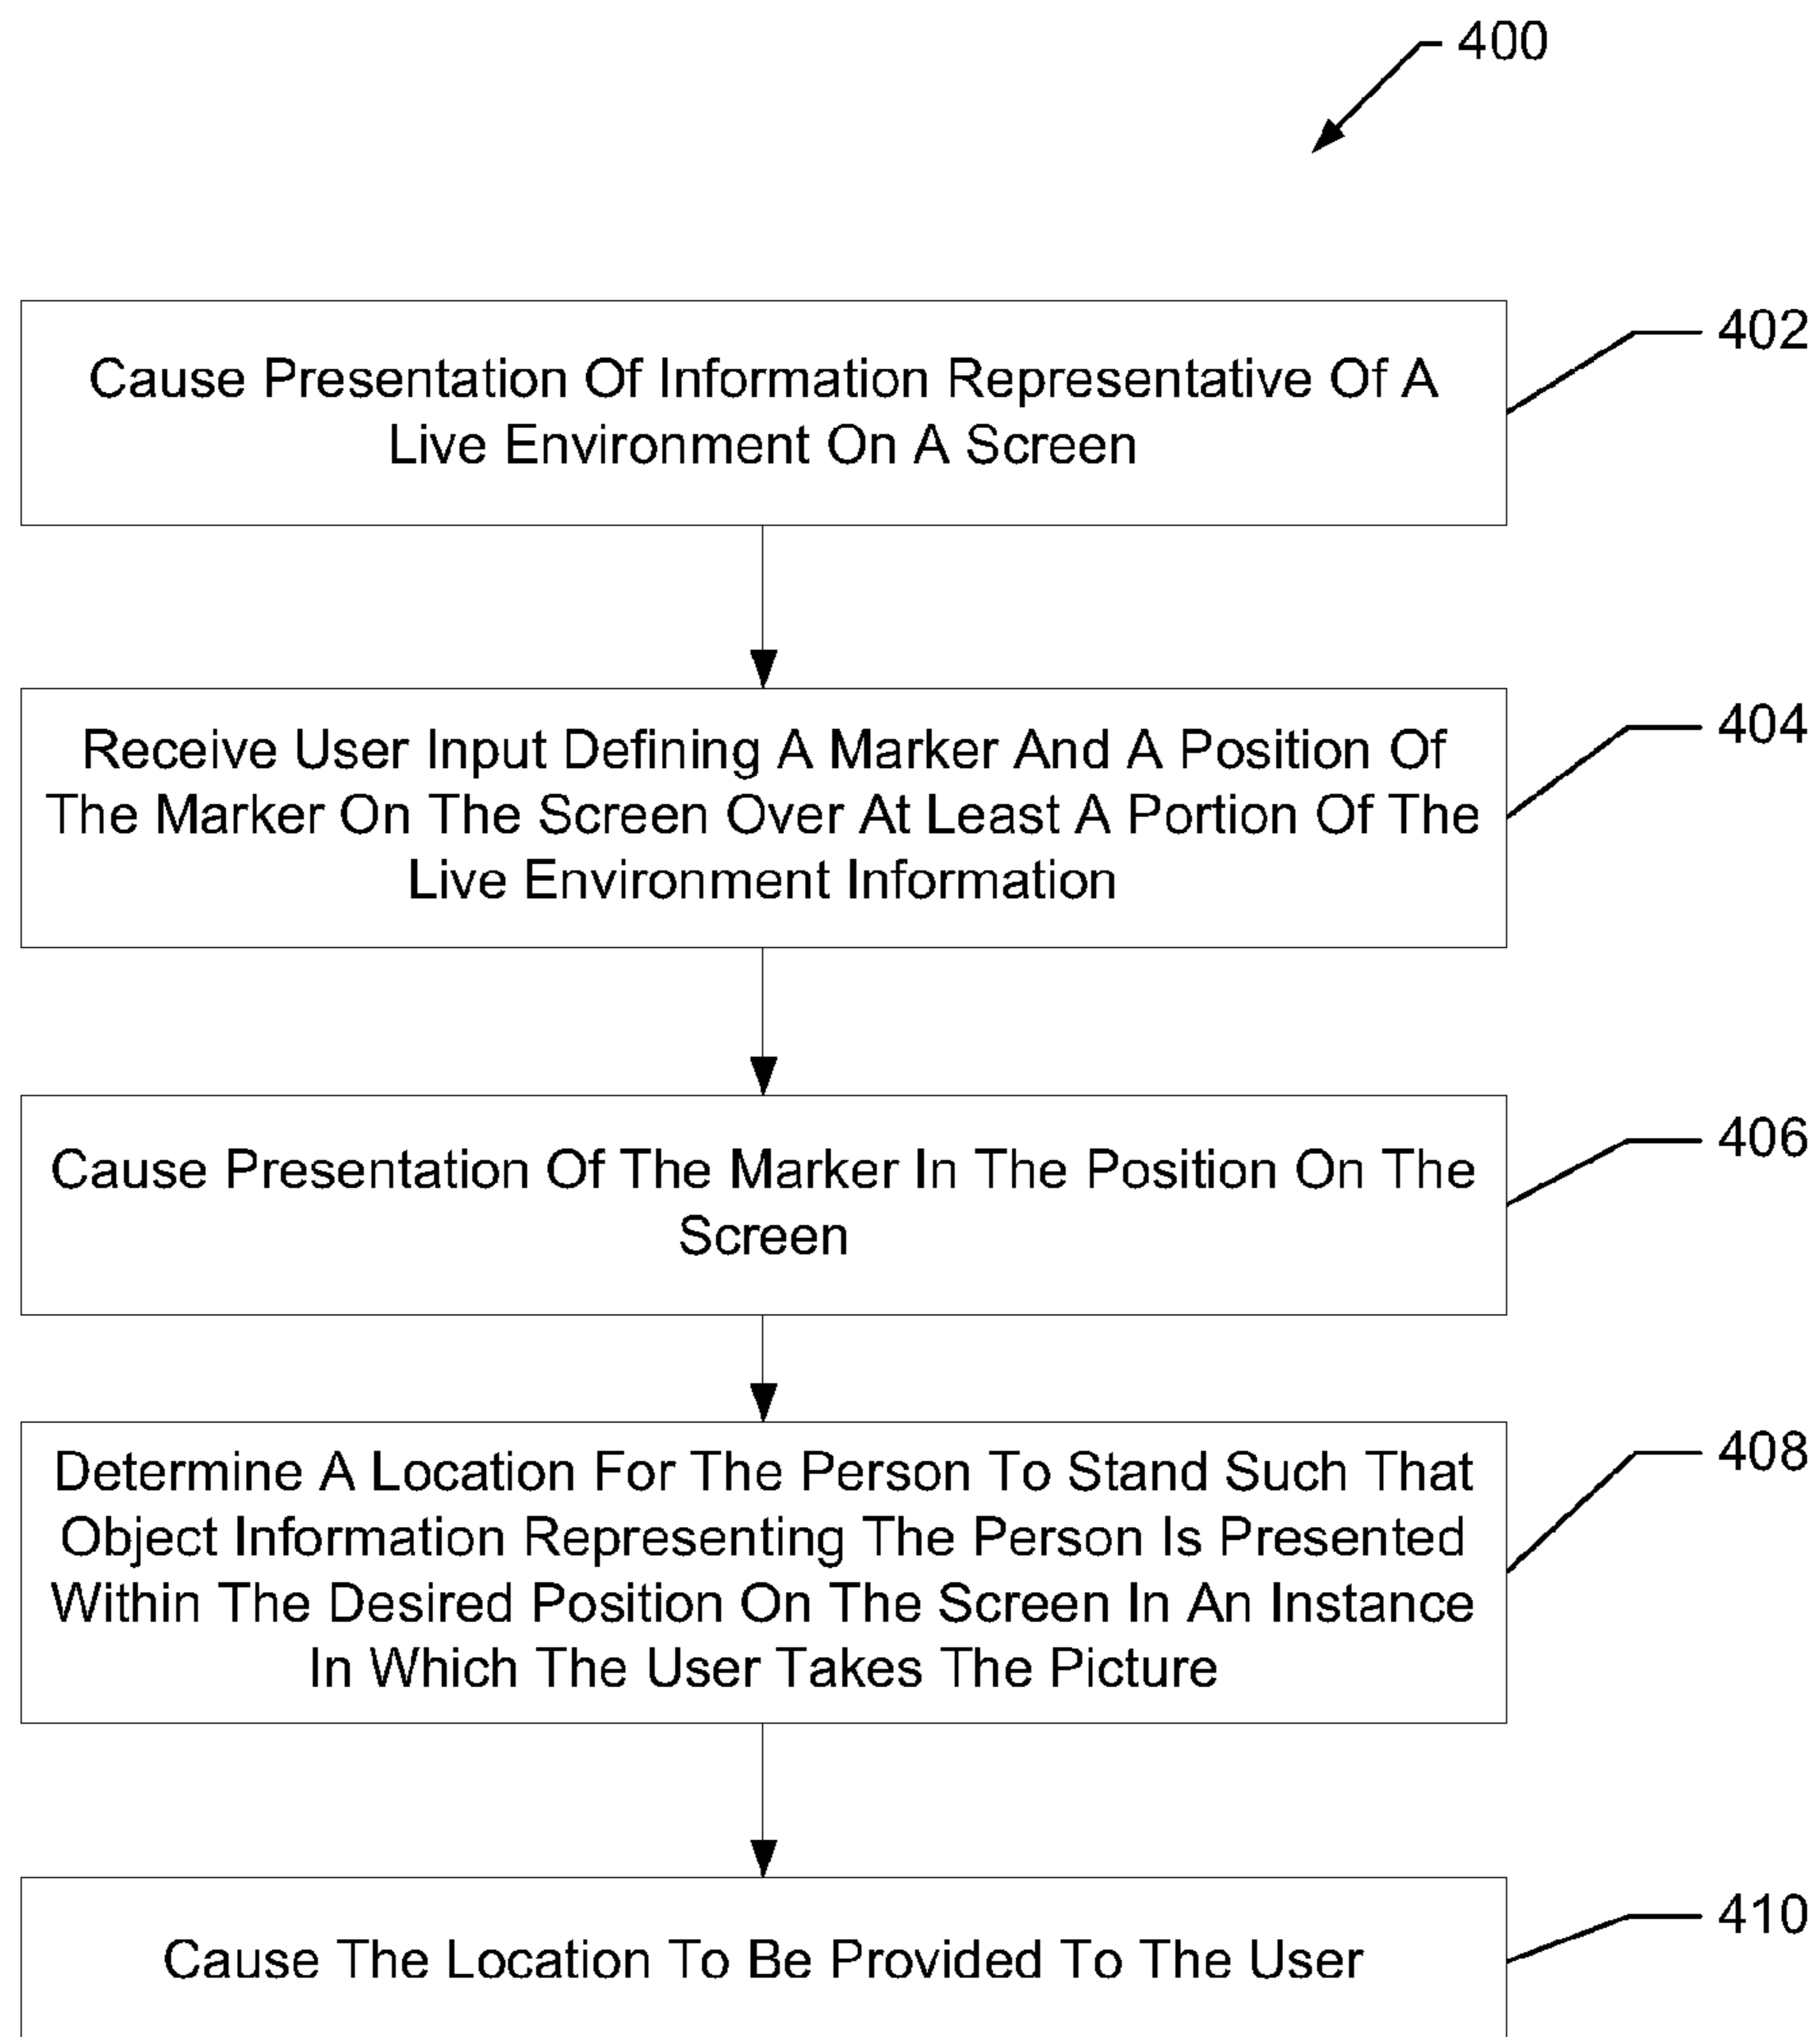 400
402
Cause Presentation Of Information Representative Of A
Live Environment On A Screen
404
Receive User Input Defining A Marker And A Position Of
The Marker On The Screen Over At Least A Portion Of The
Live Environment Information
406
Cause Presentation Of The Marker In The Position On The
Screen
408
Determine A Location For The Person To Stand Such That
Object Information Representing The Person Is Presented
Within The Desired Position On The Screen In An Instance
In Which The User Takes The Picture
410
Cause The Location To Be Provided To The User